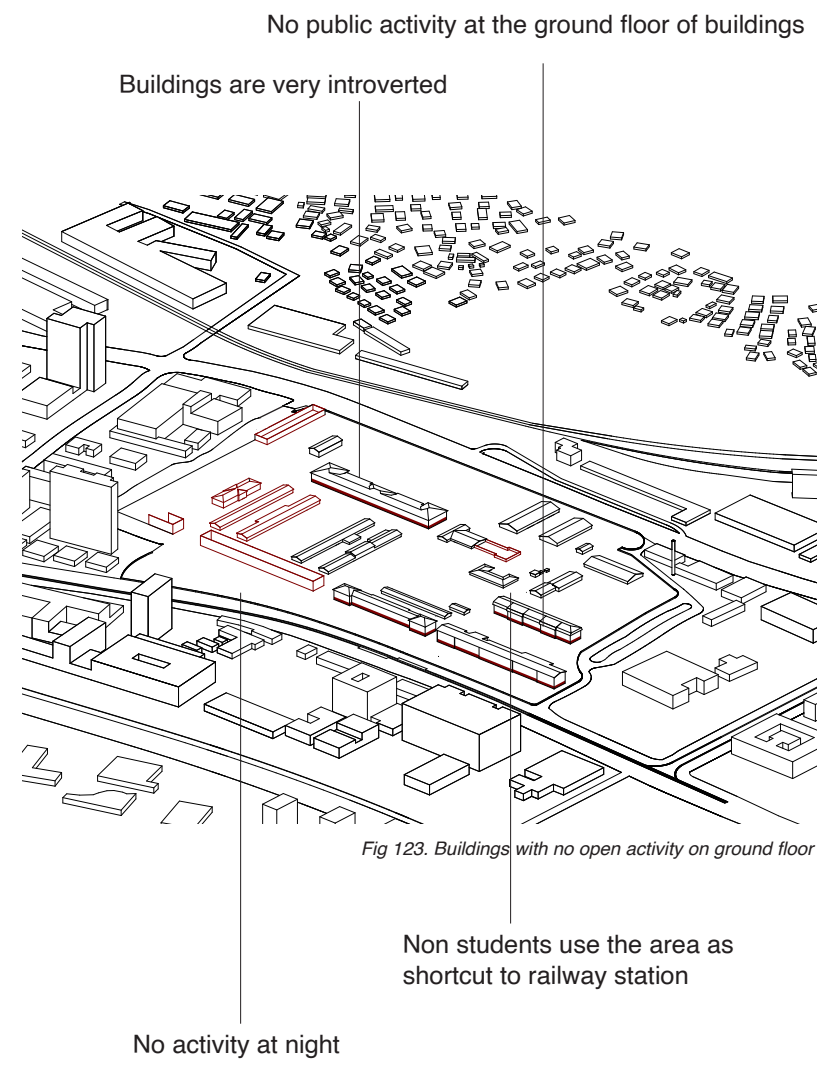 No public activity at the ground floor of buildings
Buildings are very introverted
Fig 123. Buildings with no open activity on ground floor
Non students use the area as
shortcut to railway station
No activity at night